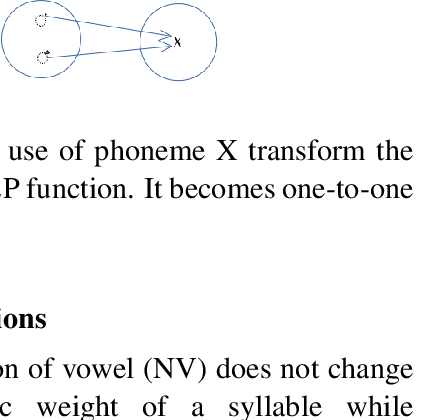 X
use of phoneme X transform the
P function. It becomes one-to-one
ions
on of vowel (NV) does not change
weight of a syllable while